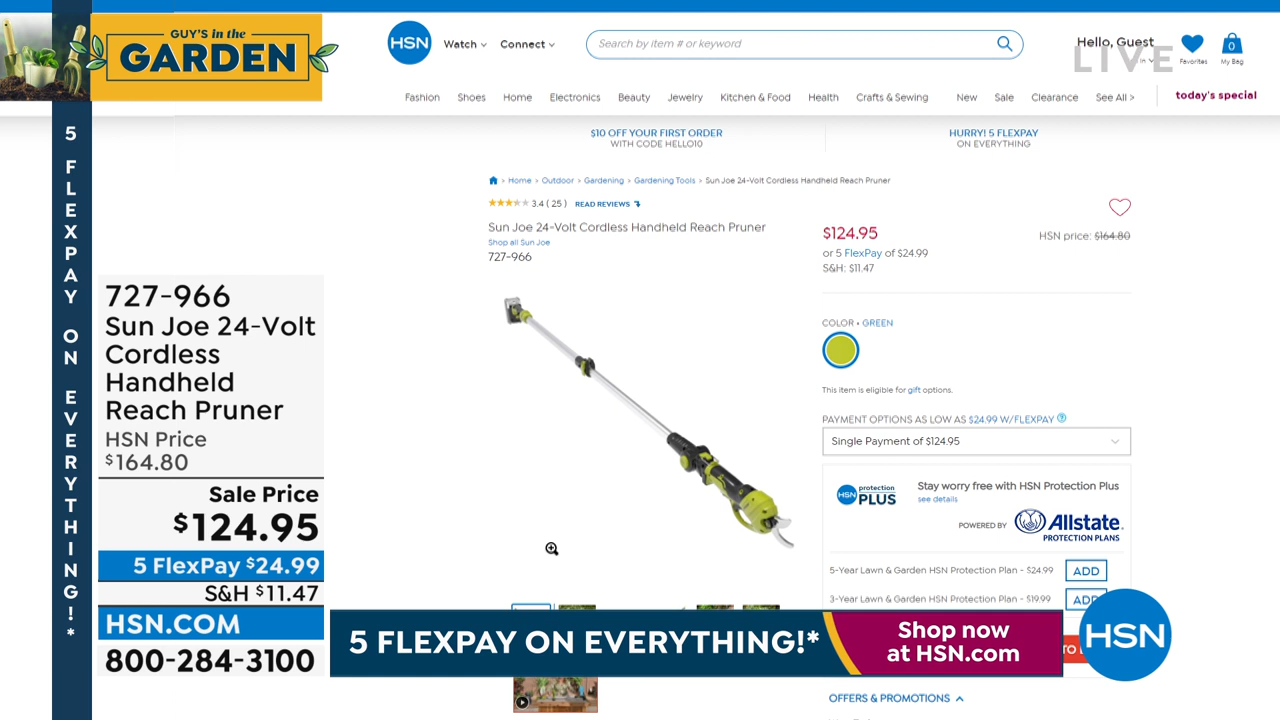 GUY'S in the
GARDEN
5 FLEXPAY ON EVERYTHING!*
727-966
Sun Joe 24-Volt
Cordless
Handheld
Reach Pruner
HSN Price
$164.80
Sale Price
$124.95
5 FlexPay $24.99
S&H $11.47
HSN.COM
800-284-3100
HSN
Watch
Connect
Search by item # or keyword
Hello, Guest
LIVE
Favorites
0
My Bag
Fashion Shoes Home Electronics Beauty Jewelry Kitchen & Food Health Crafts & Sewing New Sale Clearance See All > today's special
$10 OFF YOUR FIRST ORDER
WITH CODE HELLO10
HURRY! 5 FLEXPAY
ON EVERYTHING
> Home > Outdoor > Gardening > Gardening Tools > Sun Joe 24-Volt Cordless Handheld Reach Pruner
3.4 ( 25 ) READ REVIEWS
Sun Joe 24-Volt Cordless Handheld Reach Pruner
Shop all Sun Joe
727-966
$124.95
HSN price: $164.80
or 5 FlexPay of $24.99
S&H: $11.47
COLOR • GREEN
This item is eligible for gift options.
PAYMENT OPTIONS AS LOW AS $24.99 W/FLEXPAY ?
Single Payment of $124.95
HSN protection PLUS
Stay worry free with HSN Protection Plus
see details
POWERED BY Allstate.
PROTECTION PLANS
5-Year Lawn & Garden HSN Protection Plan - $24.99 ADD
3-Year Lawn & Garden HSN Protection Plan - $19.99 ADD
5 FLEXPAY ON EVERYTHING!*
Shop now
at HSN.com
HSN
OFFERS & PROMOTIONS